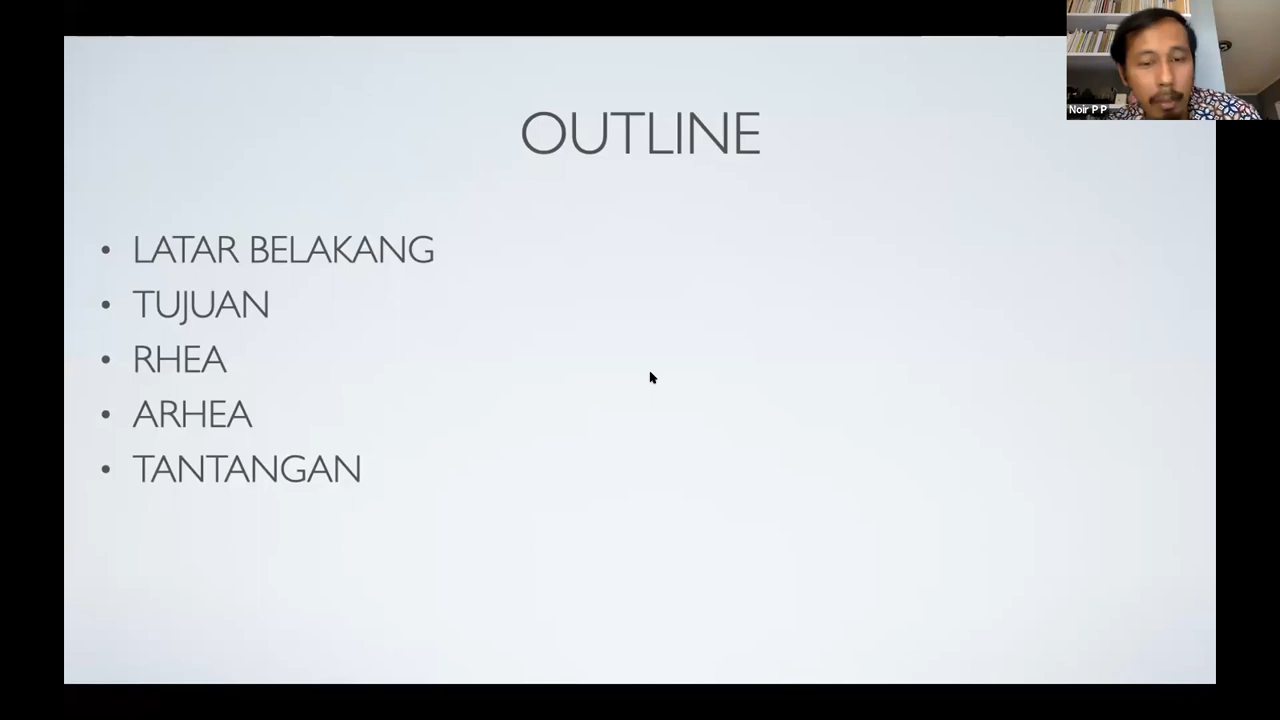 OUTLINE
• LATAR BELAKANG
• TUJUAN
• RHEA
• ARHEA
• TANTANGAN
Noir P P